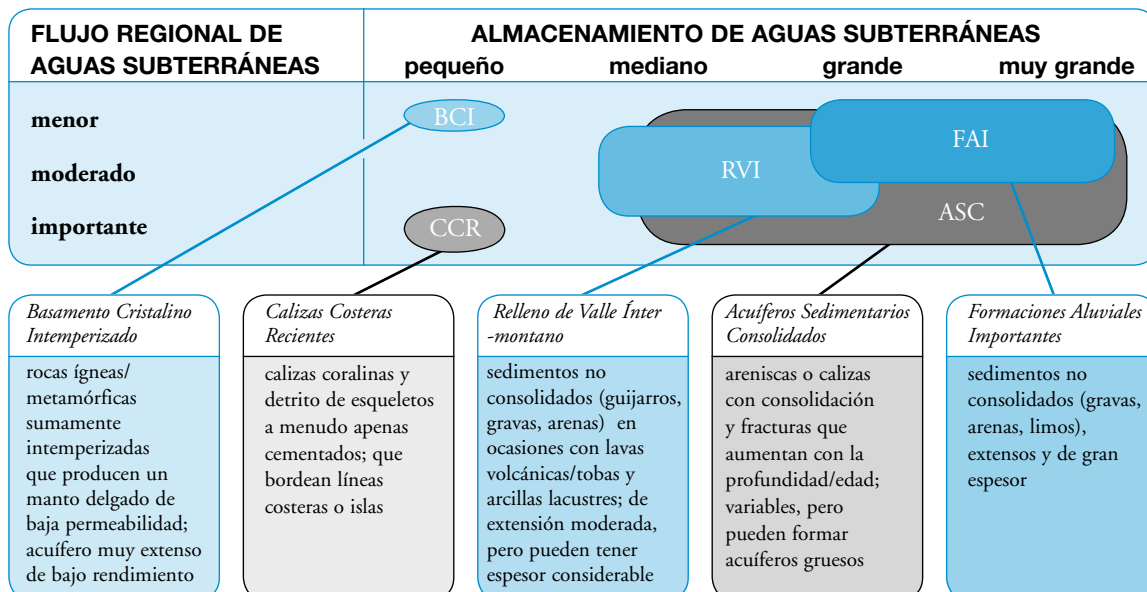 FLUJO REGIONAL DE
AGUAS SUBTERRÁNEAS
ALMACENAMIENTO DE AGUAS SUBTERRÁNEAS
pequeño mediano grande muy grande
menor
moderado
importante
BCI
CCR
RVI
FAI
ASC
Basamento Cristalino
Intemperizado
rocas ígneas/
metamórficas
sumamente
intemperizadas
que producen un
manto delgado de
baja permeabilidad;
acuífero muy extenso
de bajo rendimiento
Calizas Costeras
Recientes
calizas coralinas y
detrito de esqueletos
a menudo apenas
cementados; que
bordean líneas
costeras o islas
Relleno de Valle Ínter
-montano
sedimentos no
consolidados (guijarros,
gravas, arenas) en
ocasiones con lavas
volcánicas/tobas y
arcillas lacustres; de
extensión moderada,
pero pueden tener
espesor considerable
Acuíferos Sedimentarios
Consolidados
areniscas o calizas
con consolidación
y fracturas que
aumentan con la
profundidad/edad;
variables, pero
pueden formar
acuíferos gruesos
Formaciones Aluviales
Importantes
sedimentos no
consolidados (gravas,
arenas, limos),
extensos y de gran
espesor